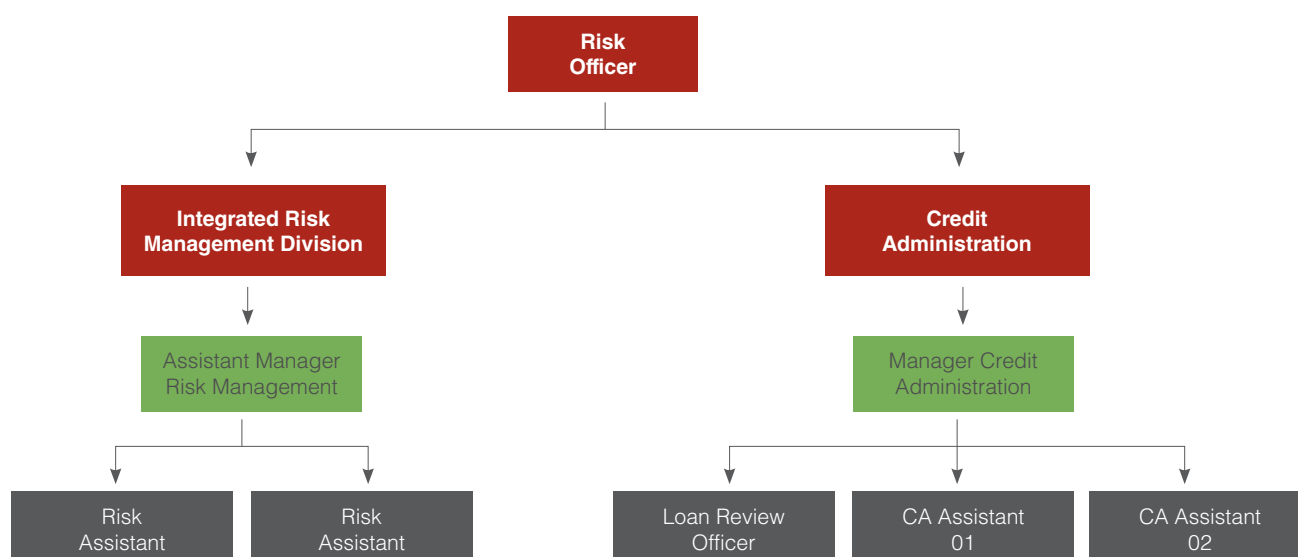 Risk
Officer
Integrated Risk
Management Division
Credit
Administration
Assistant Manager
Risk Management
Manager Credit
Administration
Risk
Assistant
Risk
Assistant
Loan Review
Officer
CA Assistant
01
CA Assistant
02